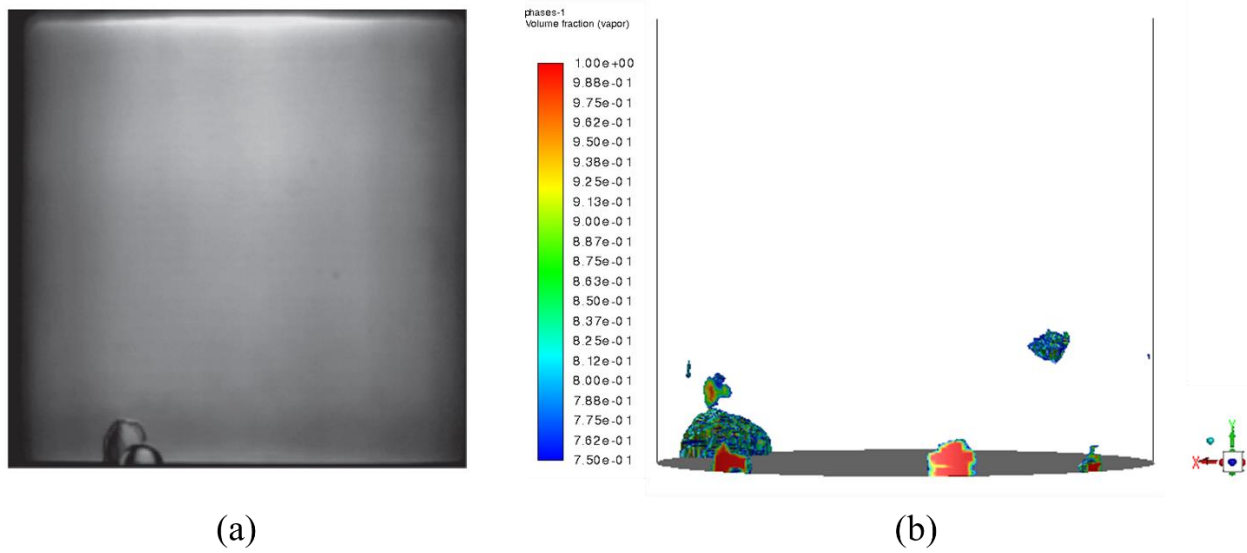 phases-1
Volume fraction (vapor)
1.00e+00
9.88e-01
9.75e-01
9.62e-01
9.50e-01
9.38e-01
9.25e-01
9.13e-01
9.00e-01
8.87e-01
8.75e-01
8.63e-01
8.50e-01
8.37e-01
8.25e-01
8.12e-01
8.00e-01
7.88e-01
7.75e-01
7.62e-01
7.50e-01
Y
X
(a)
(b)